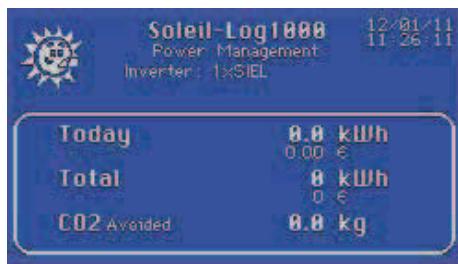 Soleil-Log1000 12/01/11
Power Management 11:26:11
Inverter: 1xSIEL
Today 0.0 kWh
0.00 €
Total 0 kWh
0 €
CO2 Avoided 0.0 kg